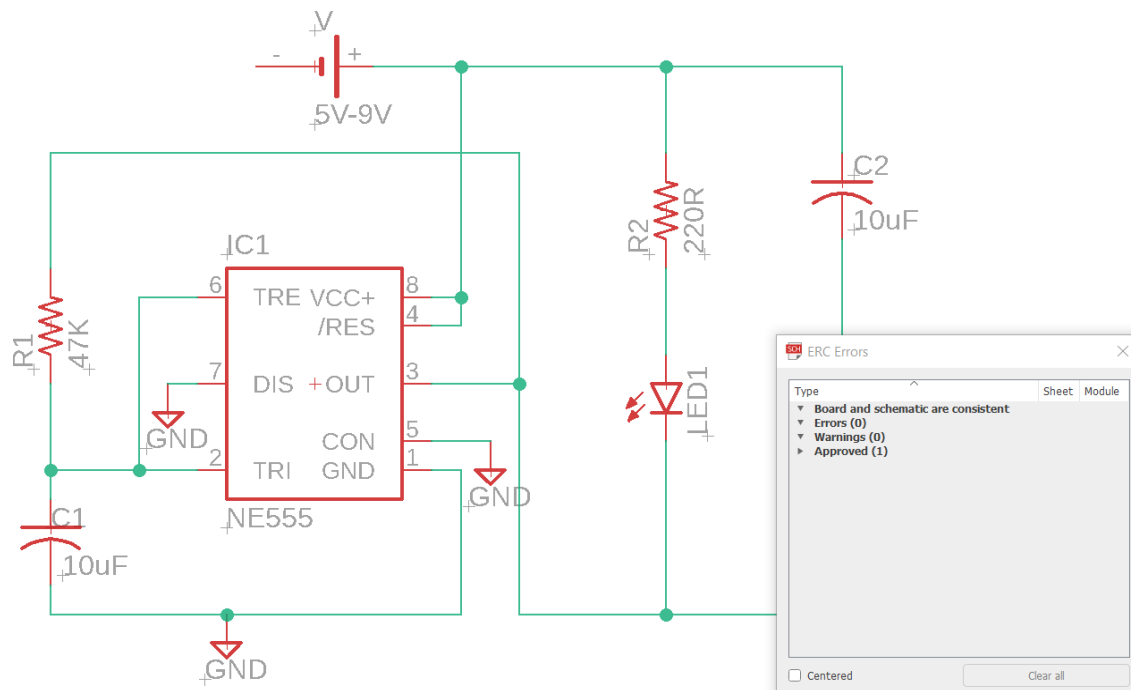 V
- +
5V-9V
C2
10uF
R2
220R
IC1
6 TRE VCC+ 8
/RES 4
R1
47K
7 DIS +OUT 3
GND
CON 5
2 TRI GND 1
GND
NE555
LED1
C1
10uF
GND
SCH ERC Errors
Type Sheet Module
Board and schematic are consistent
Errors (0)
Warnings (0)
Approved (1)
Centered
Clear all